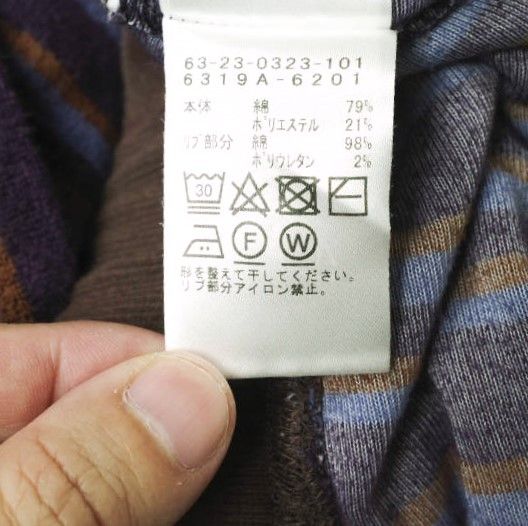 63-23-0323-101
6319A-6201
本体 綿 79%
ポリエステル 21%
リブ部分 綿 98%
ポリウレタン 2%
30
F W
形を整えて干してください。
リブ部分アイロン禁止。